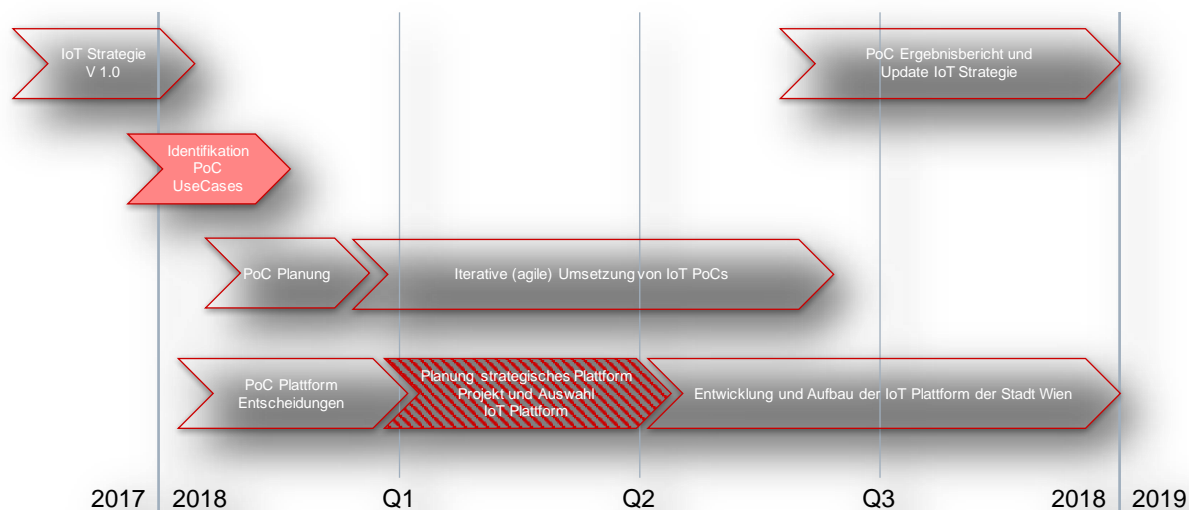 IoT Strategie
V 1.0
PoC Ergebnisbericht und
Update IoT Strategie
Identifikation
PoC
UseCases
PoC Planung
Iterative (agile) Umsetzung von IoT PoCs
PoC Plattform
Entscheidungen
Planung strategisches Plattform
Projekt und Auswahl
IoT Plattform
Entwicklung und Aufbau der IoT Plattform der Stadt Wien
2017 2018 Q1 Q2 Q3 2018 2019